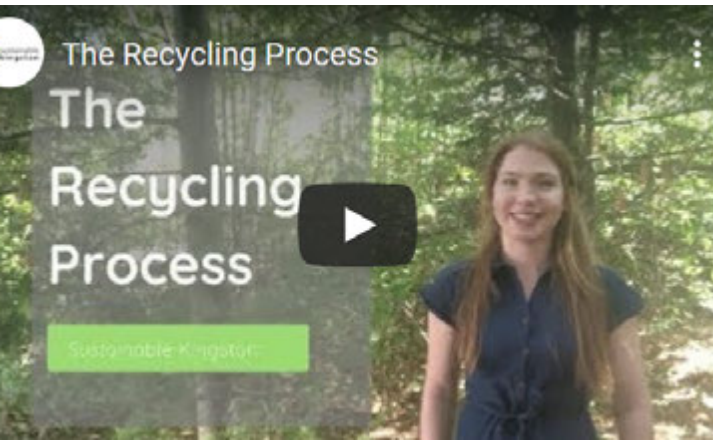 The Recycling Process
The
Recycling
Process
Sustainable Kingston